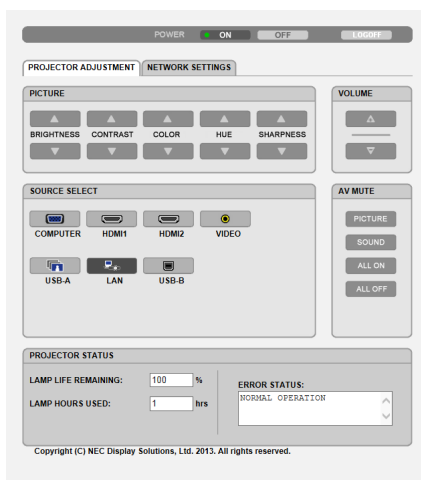 POWER ON OFF LOGOFF
PROJECTOR ADJUSTMENT NETWORK SETTINGS
PICTURE
BRIGHTNESS CONTRAST COLOR HUE SHARPNESS
VOLUME
SOURCE SELECT
COMPUTER HDMI1 HDMI2 VIDEO
USB-A LAN USB-B
AV MUTE
PICTURE
SOUND
ALL ON
ALL OFF
PROJECTOR STATUS
LAMP LIFE REMAINING: 100 %
LAMP HOURS USED: 1 hrs
ERROR STATUS:
NORMAL OPERATION
Copyright (C) NEC Display Solutions, Ltd. 2013. All rights reserved.